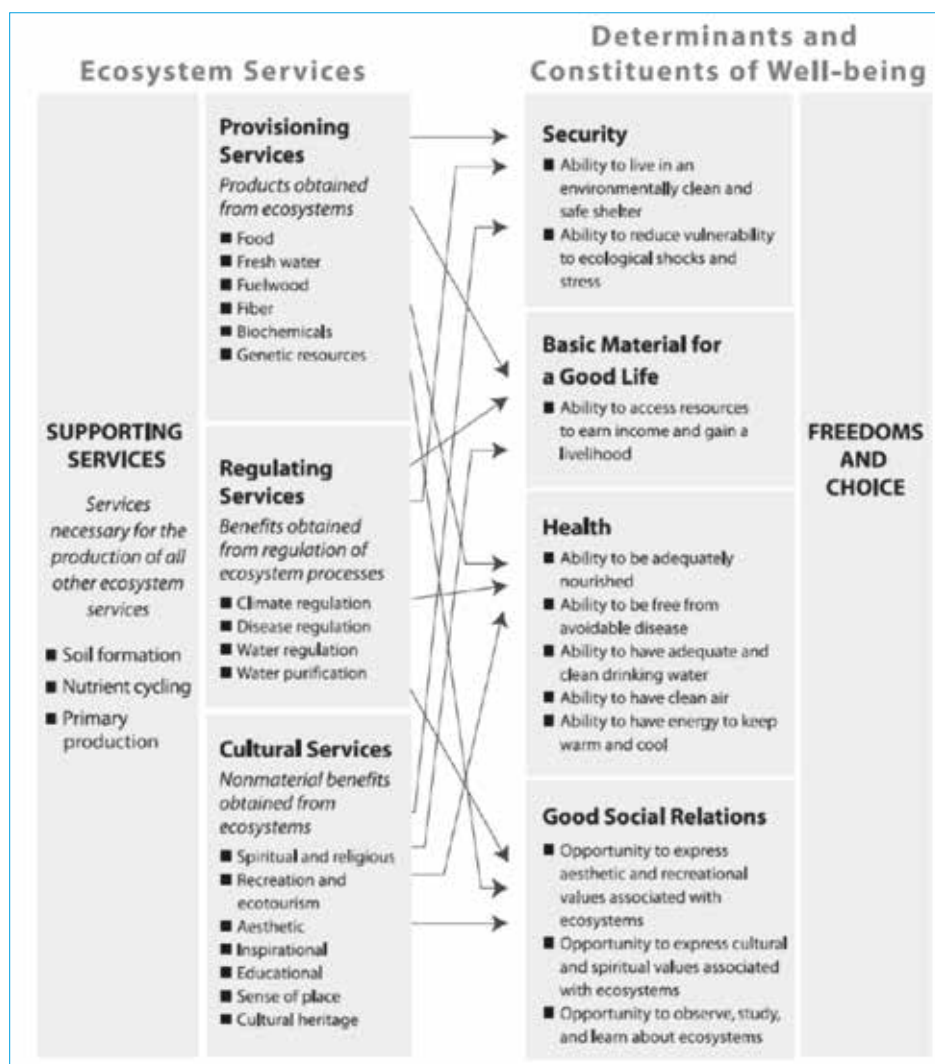 Ecosystem Services
Determinants and
Constituents of Well-being
SUPPORTING
SERVICES
Services
necessary for the
production of all
other ecosystem
services
■ Soil formation
■ Nutrient cycling
■ Primary
production
Provisioning
Services
Products obtained
from ecosystems
■ Food
■ Fresh water
■ Fuelwood
■ Fiber
■ Biochemicals
■ Genetic resources
Regulating
Services
Benefits obtained
from regulation of
ecosystem processes
■ Climate regulation
■ Disease regulation
■ Water regulation
■ Water purification
Cultural Services
Nonmaterial benefits
obtained from
ecosystems
■ Spiritual and religious
■ Recreation and
ecotourism
■ Aesthetic
■ Inspirational
■ Educational
■ Sense of place
■ Cultural heritage
Security
■ Ability to live in an
environmentally clean and
safe shelter
■ Ability to reduce vulnerability
to ecological shocks and
stress
Basic Material for
a Good Life
■ Ability to access resources
to earn income and gain a
livelihood
Health
■ Ability to be adequately
nourished
■ Ability to be free from
avoidable disease
■ Ability to have adequate and
clean drinking water
■ Ability to have clean air
■ Ability to have energy to keep
warm and cool
Good Social Relations
■ Opportunity to express
aesthetic and recreational
values associated with
ecosystems
■ Opportunity to express cultural
and spiritual values associated
with ecosystems
■ Opportunity to observe, study,
and learn about ecosystems
FREEDOMS
AND
CHOICE